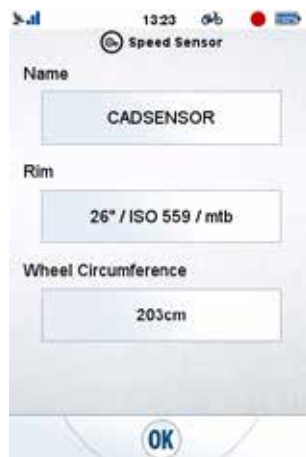 13:23
Speed Sensor
Name
CADSENSOR
Rim
26" / ISO 559 / mtb
Wheel Circumference
203cm
OK